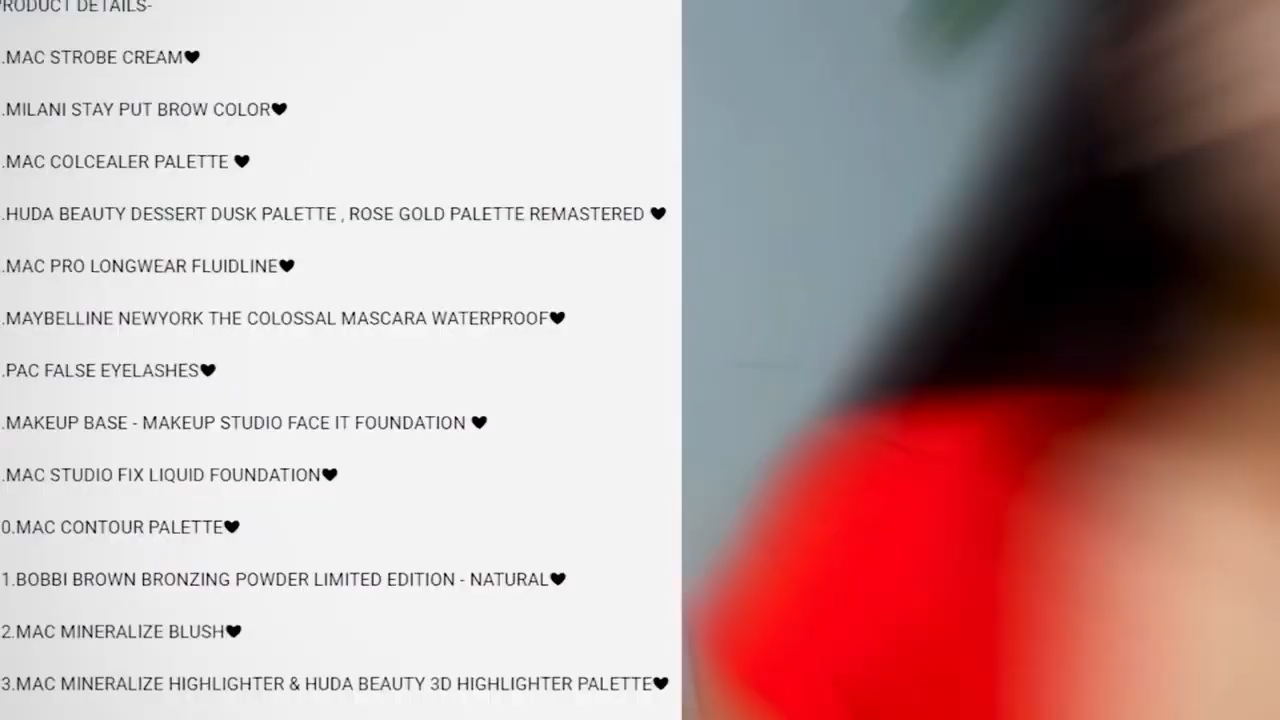 RODUCT DETAILS-
.MAC STROBE CREAM🖤
.MILANI STAY PUT BROW COLOR🖤
.MAC COLCEALER PALETTE 🖤
.HUDA BEAUTY DESSERT DUSK PALETTE , ROSE GOLD PALETTE REMASTERED 🖤
.MAC PRO LONGWEAR FLUIDLINE🖤
.MAYBELLINE NEWYORK THE COLOSSAL MASCARA WATERPROOF🖤
.PAC FALSE EYELASHES🖤
.MAKEUP BASE - MAKEUP STUDIO FACE IT FOUNDATION 🖤
.MAC STUDIO FIX LIQUID FOUNDATION🖤
0.MAC CONTOUR PALETTE🖤
1.BOBBI BROWN BRONZING POWDER LIMITED EDITION - NATURAL🖤
2.MAC MINERALIZE BLUSH🖤
3.MAC MINERALIZE HIGHLIGHTER & HUDA BEAUTY 3D HIGHLIGHTER PALETTE🖤